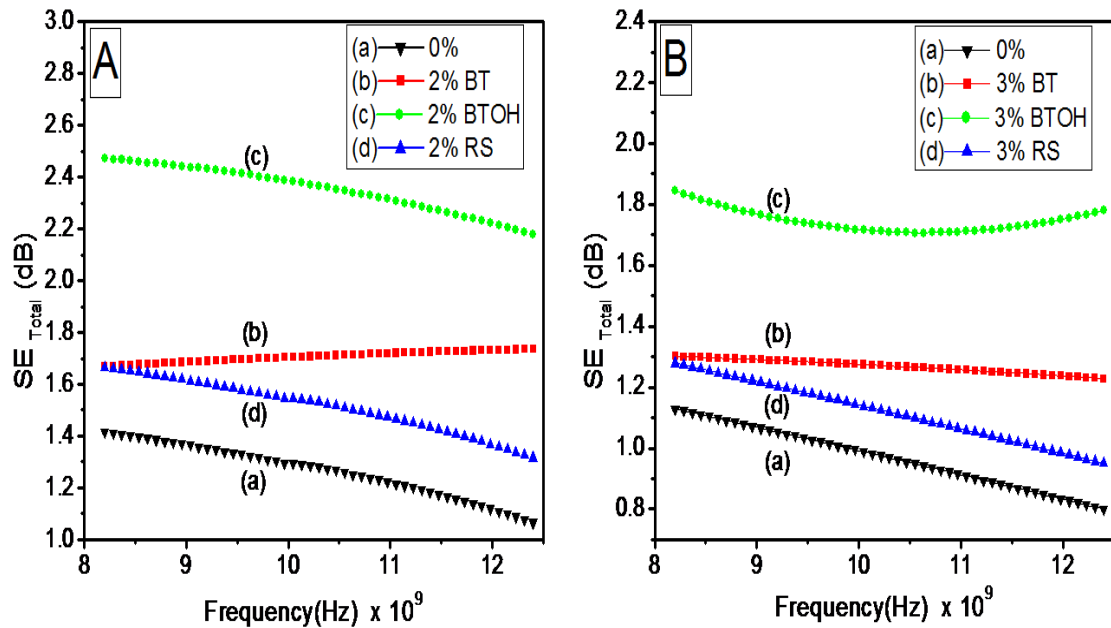 A
(a) 0%
(b) 2% BT
(c) 2% BTOH
(d) 2% RS
(c)
(b)
(d)
(a)
3.0
2.8
2.6
2.4
2.2
2.0
1.8
1.6
1.4
1.2
1.0
SE Total (dB)
8 9 10 11 12
Frequency(Hz) x 10⁹
B
(a) 0%
(b) 3% BT
(c) 3% BTOH
(d) 3% RS
(c)
(b)
(d)
(a)
2.4
2.2
2.0
1.8
1.6
1.4
1.2
1.0
0.8
SE Total (dB)
8 9 10 11 12
Frequency(Hz) x 10⁹